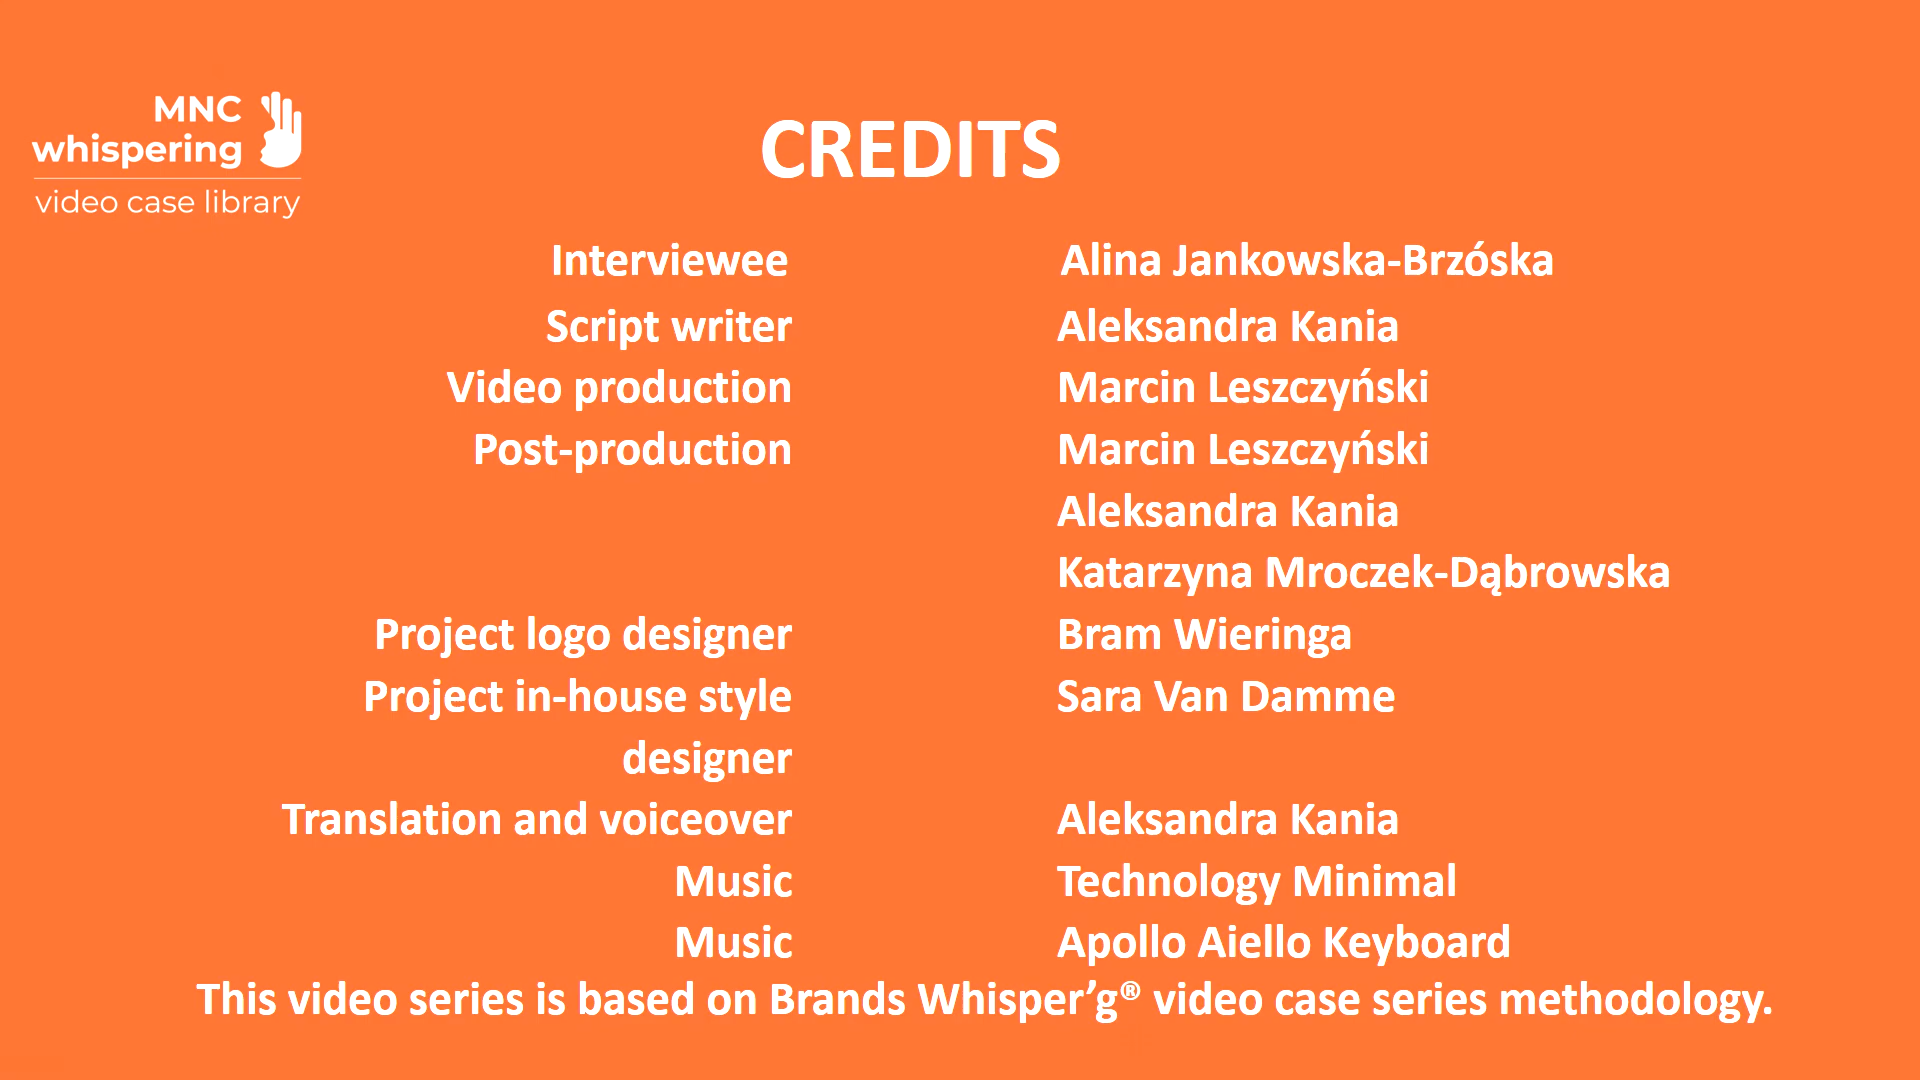 MNC
whispering
video case library
CREDITS
Interviewee Alina Jankowska-Brzóska
Script writer Aleksandra Kania
Video production Marcin Leszczyński
Post-production Marcin Leszczyński
Aleksandra Kania
Katarzyna Mroczek-Dąbrowska
Project logo designer Bram Wieringa
Project in-house style Sara Van Damme
designer
Translation and voiceover Aleksandra Kania
Music Technology Minimal
Music Apollo Aiello Keyboard
This video series is based on Brands Whisper’g® video case series methodology.